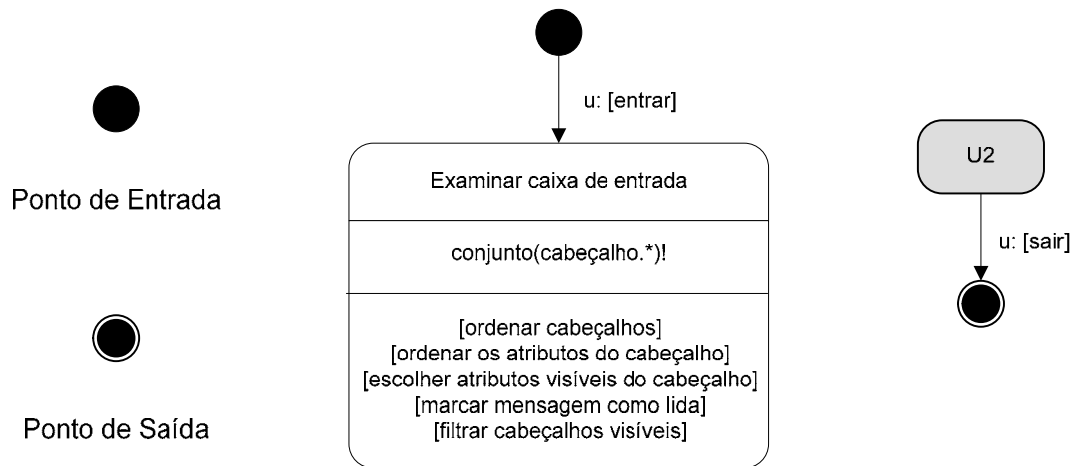 Ponto de Entrada
Ponto de Saída
u: [entrar]
Examinar caixa de entrada
conjunto(cabeçalho.*)!
[ordenar cabeçalhos]
[ordenar os atributos do cabeçalho]
[escolher atributos visíveis do cabeçalho]
[marcar mensagem como lida]
[filtrar cabeçalhos visíveis]
U2
u: [sair]